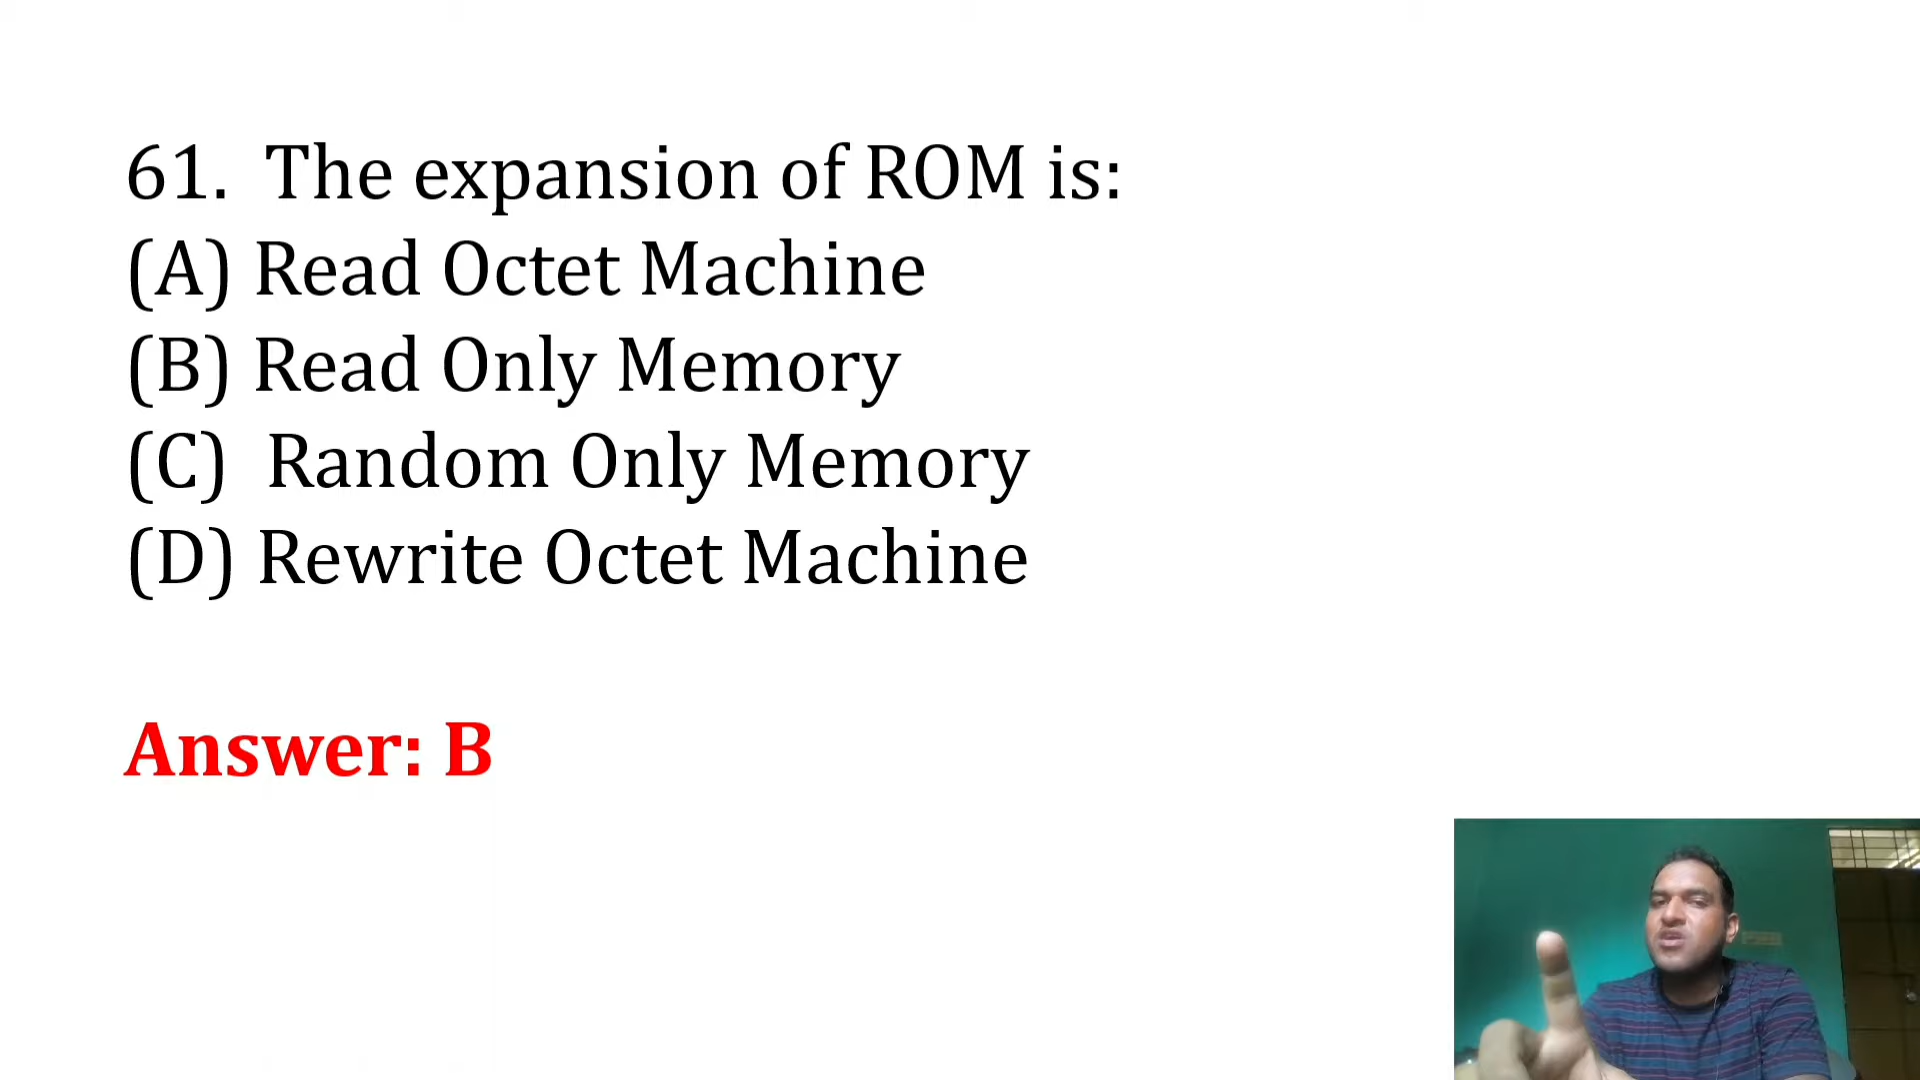 61. The expansion of ROM is:
(A) Read Octet Machine
(B) Read Only Memory
(C) Random Only Memory
(D) Rewrite Octet Machine
Answer: B